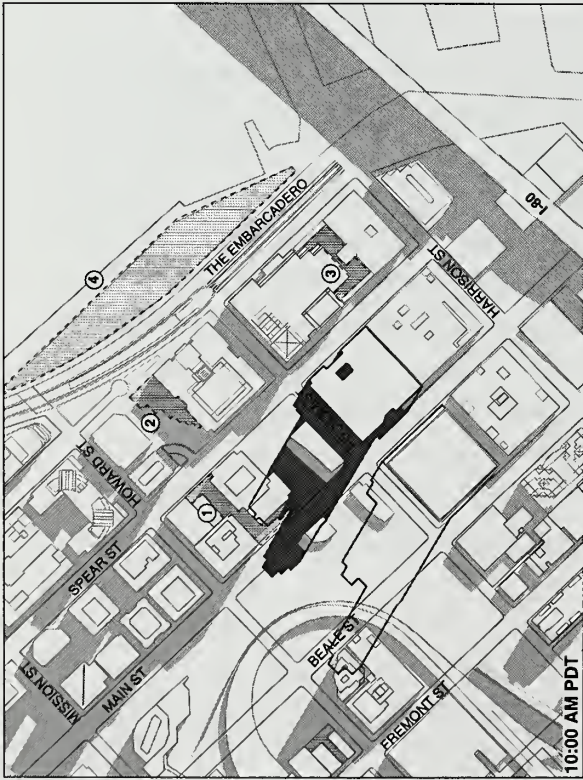 4
THE EMBARCADERO
I-80
3
HARRISON ST
2
HOWARD ST
1
SPEAR ST
MISSION ST
MAIN ST
BEALE ST
FREMONT ST
10:00 AM PDT